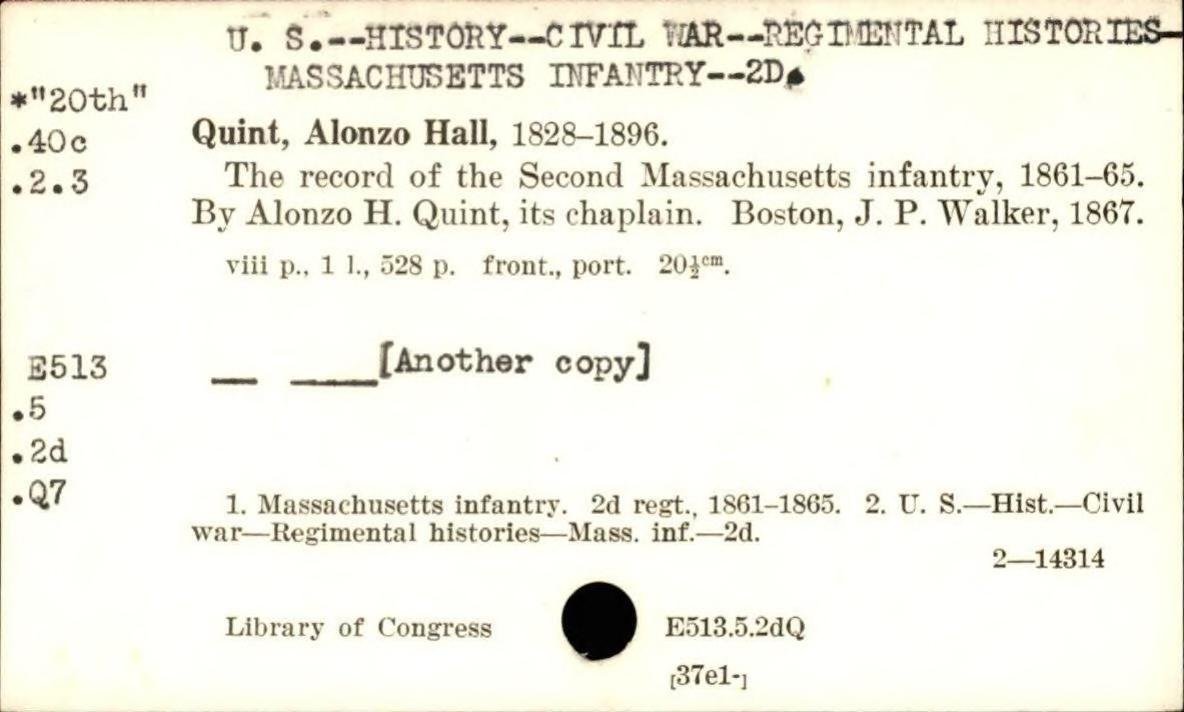 U. S.--HISTORY--CIVIL WAR--REGIMENTAL HISTORIES-
MASSACHUSETTS INFANTRY--2D.
*"20th"
.40c
.2.3
Quint, Alonzo Hall, 1828–1896.
The record of the Second Massachusetts infantry, 1861–65.
By Alonzo H. Quint, its chaplain. Boston, J. P. Walker, 1867.
viii p., 1 l., 528 p. front., port. 20½ᶜᵐ.
E513
.5
.2d
.Q7
__ ____[Another copy]
1. Massachusetts infantry. 2d regt., 1861–1865. 2. U. S.—Hist.—Civil
war—Regimental histories—Mass. inf.—2d.
2—14314
Library of Congress E513.5.2dQ
[37e1-]